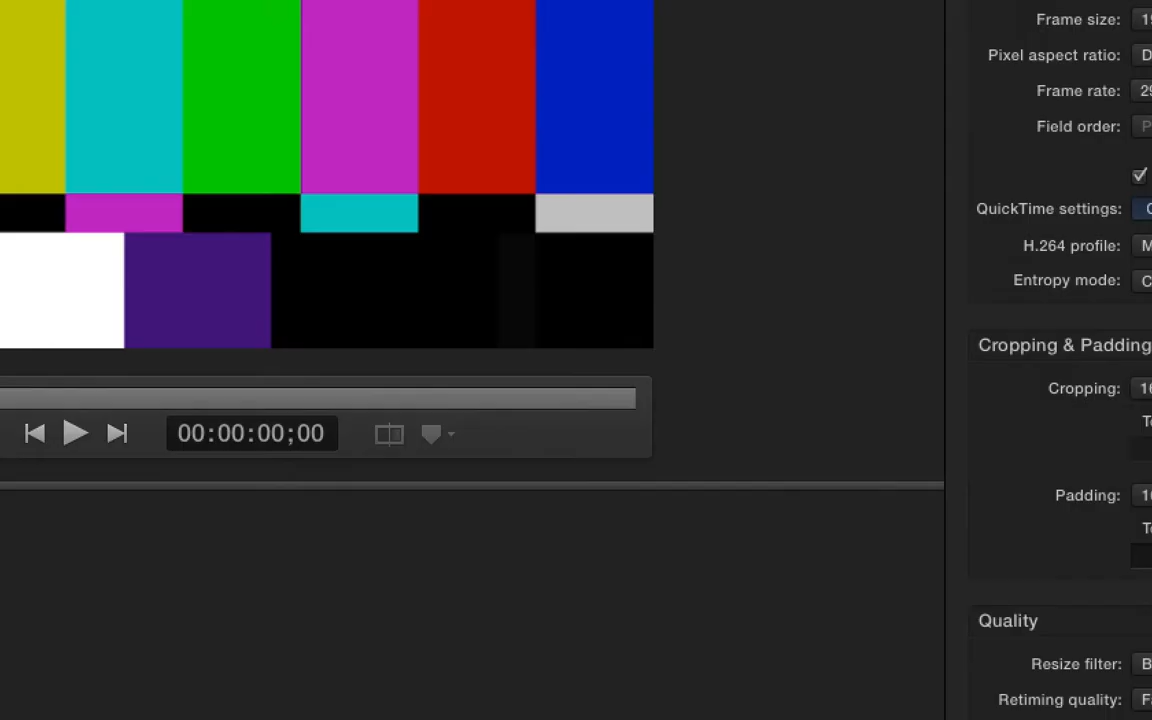 Frame size:
Pixel aspect ratio:
Frame rate: 29
Field order:
QuickTime settings:
H.264 profile:
Entropy mode:
Cropping & Padding
Cropping:
00:00:00;00
Padding:
Quality
Resize filter:
Retiming quality: